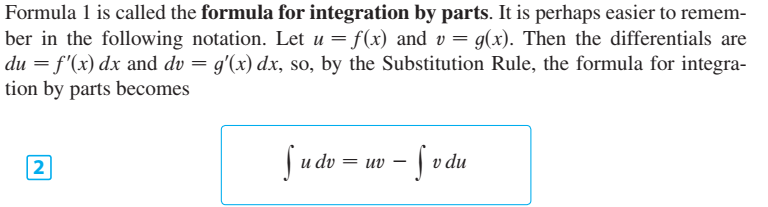 Formula 1 is called the formula for integration by parts. It is perhaps easier to remem-
ber in the following notation. Let u = f(x) and v = g(x). Then the differentials are
du = f′(x) dx and dv = g′(x) dx, so, by the Substitution Rule, the formula for integra-
tion by parts becomes
2 ∫ u dv = uv − ∫ v du